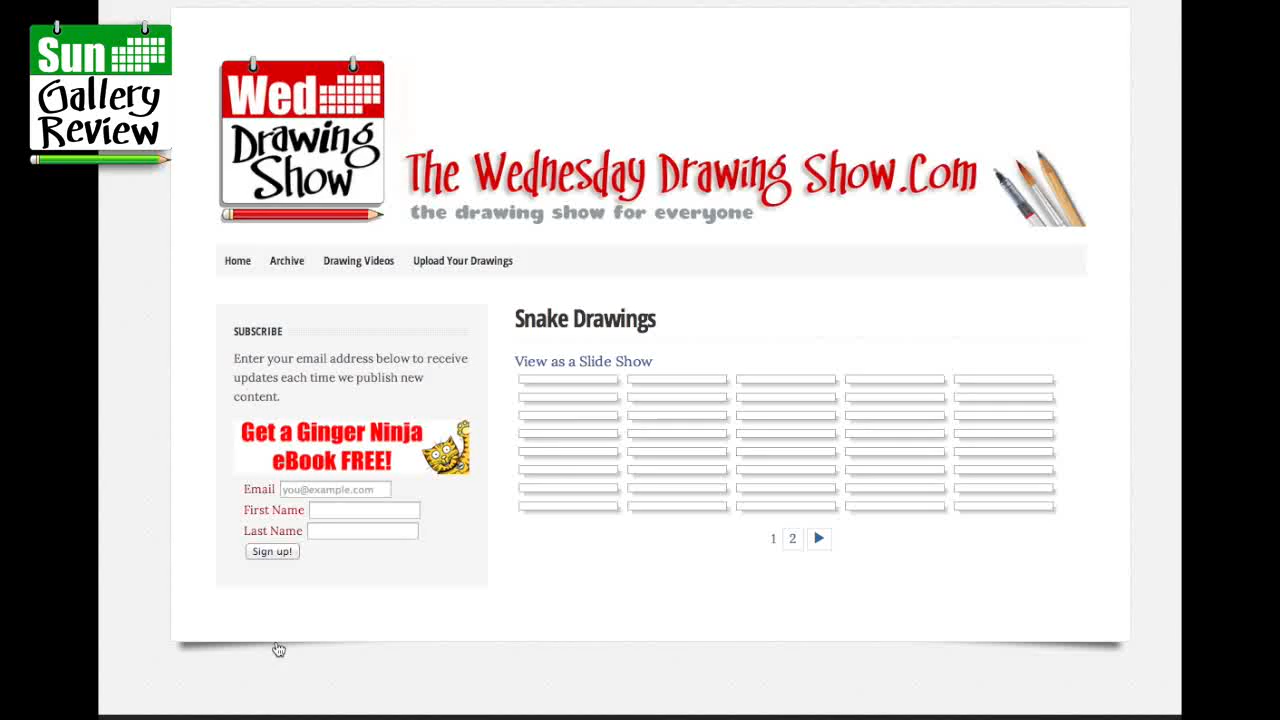 Sun
Gallery
Review
Wed
Drawing
Show
The Wednesday Drawing Show.Com
the drawing show for everyone
Home Archive Drawing Videos Upload Your Drawings
SUBSCRIBE
Enter your email address below to receive
updates each time we publish new
content.
Get a Ginger Ninja
eBook FREE!
Email you@example.com
First Name
Last Name
Sign up!
Snake Drawings
View as a Slide Show
1 2